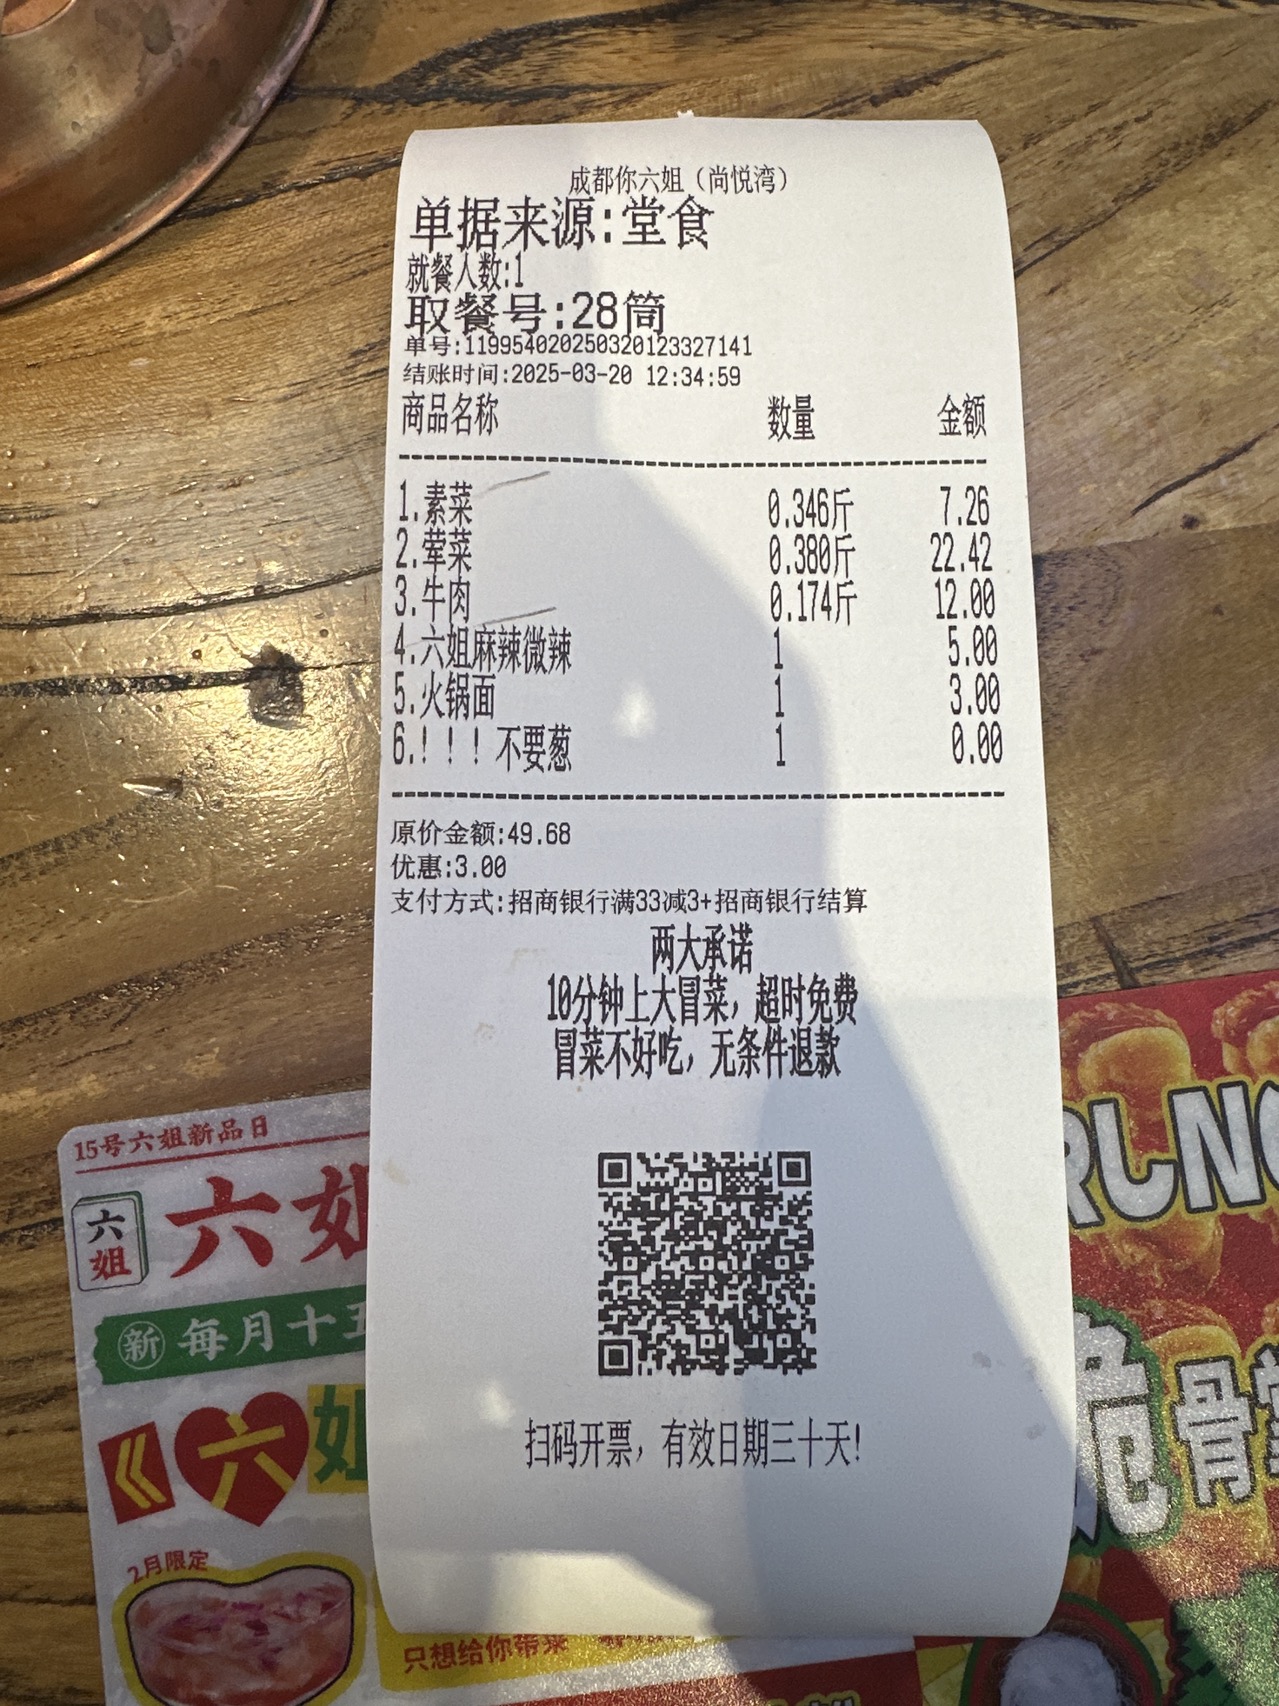 成都你六姐（尚悦湾）
单据来源:堂食
就餐人数:1
取餐号:28筒
单号:119954020250320123327141
结账时间:2025-03-20 12:34:59
商品名称 数量 金额
1.素菜 0.346斤 7.26
2.荤菜 0.380斤 22.42
3.牛肉 0.174斤 12.00
4.六姐麻辣微辣 1 5.00
5.火锅面 1 3.00
6.！！！不要葱 1 0.00
原价金额:49.68
优惠:3.00
支付方式:招商银行满33减3+招商银行结算
两大承诺
10分钟上大冒菜，超时免费
冒菜不好吃，无条件退款
扫码开票，有效日期三十天!
15号六姐新品日
六姐
六姐
新 每月十五
六姐
2月限定
只想给你带菜
RUN
脆骨